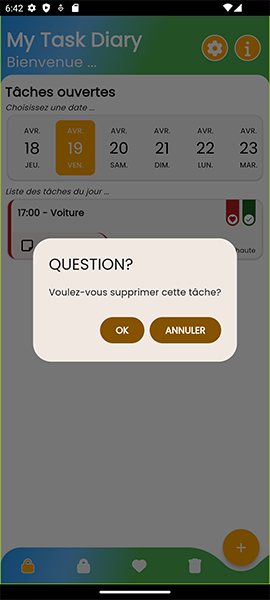 6:42
My Task Diary
Bienvenue ...
Tâches ouvertes
Choisissez une date ...
AVR. AVR. AVR. AVR. AVR. AVR.
18 19 20 21 22 23
JEU. VEN. SAM. DIM. LUN. MAR.
Liste des tâches du jour ...
17:00 - Voiture
haute
QUESTION?
Voulez-vous supprimer cette tâche?
OK ANNULER